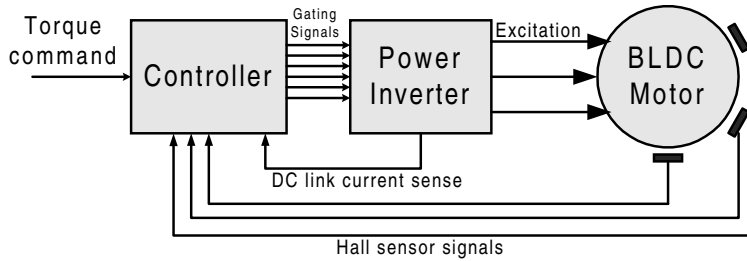 Torque
command
Controller
Gating
Signals
Power
Inverter
Excitation
BLDC
Motor
DC link current sense
Hall sensor signals